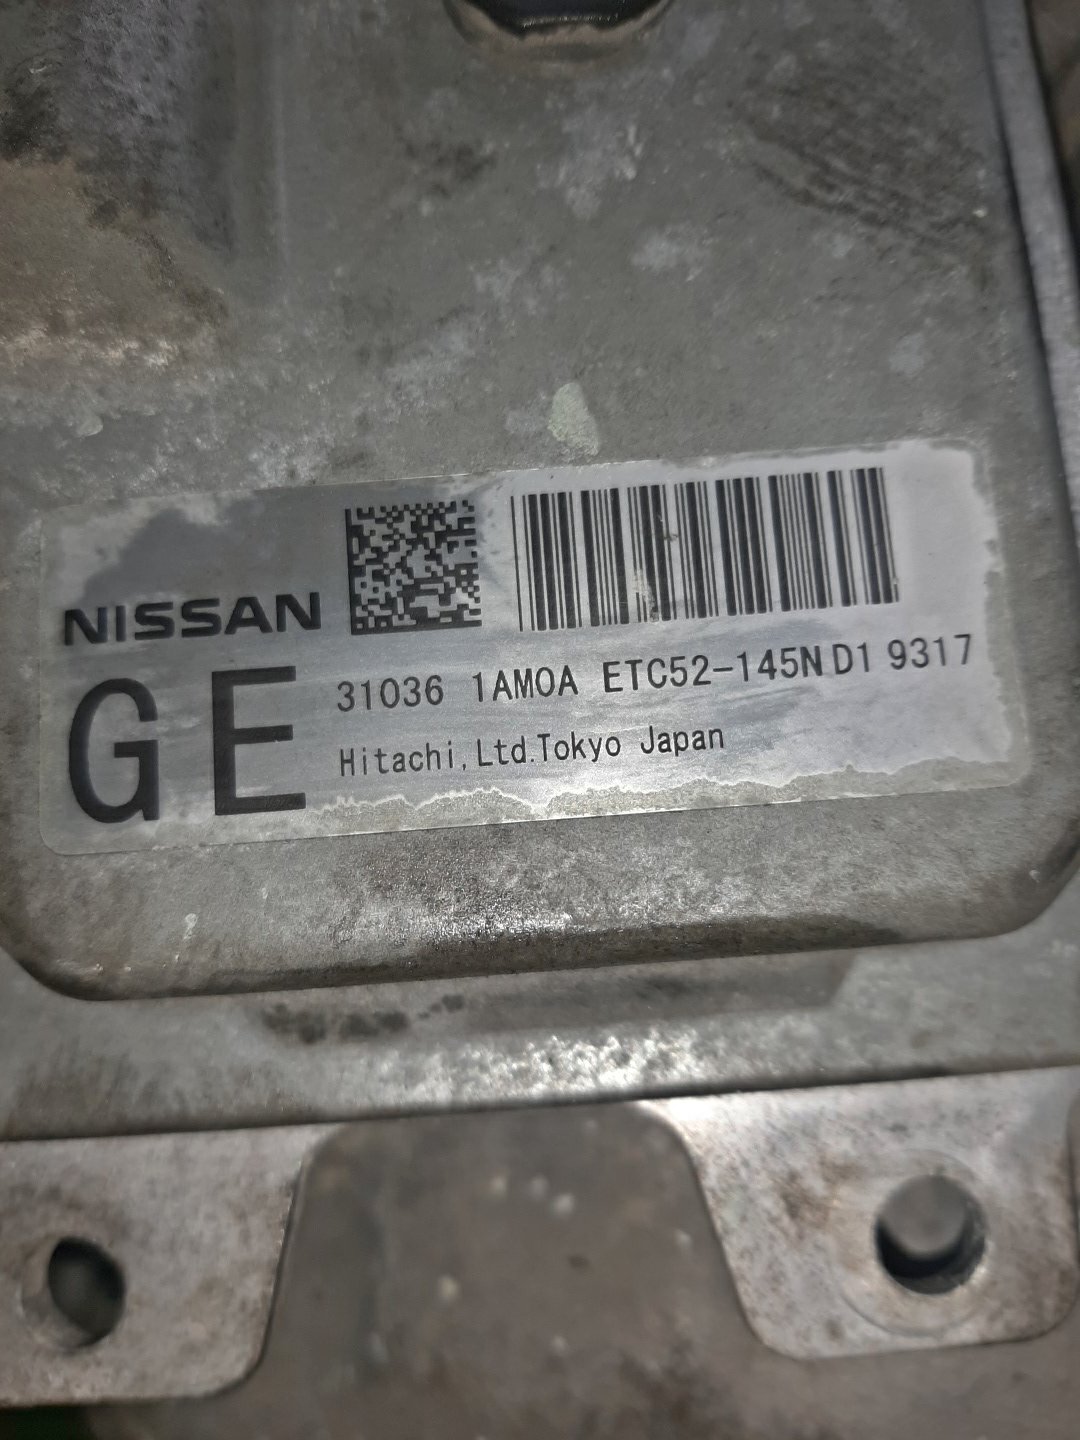 NISSAN
GE
31036 1AM0A ETC52-145N D1 9317
Hitachi,Ltd.Tokyo Japan